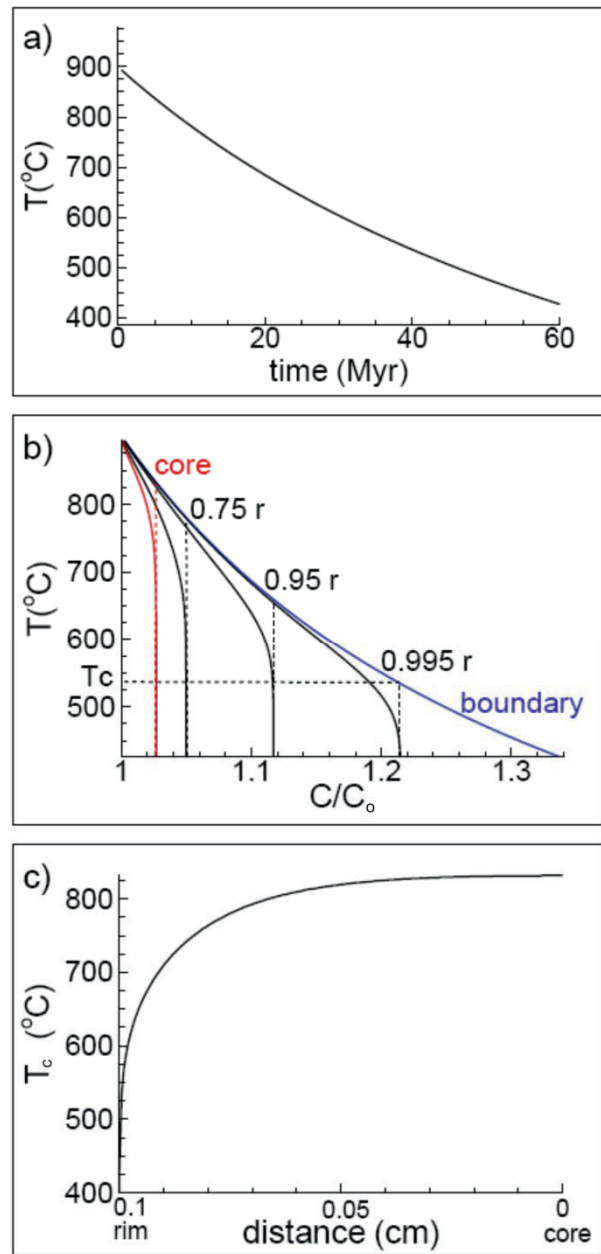 a)
900
800
700
600
500
400
T(°C)
0 20 40 60
time (Myr)
b)
core
0.75 r
0.95 r
0.995 r
boundary
800
700
600
Tc
500
T(°C)
1 1.1 1.2 1.3
C/Co
c)
800
700
600
500
400
Tc (°C)
0.1 0.05 0
rim distance (cm) core